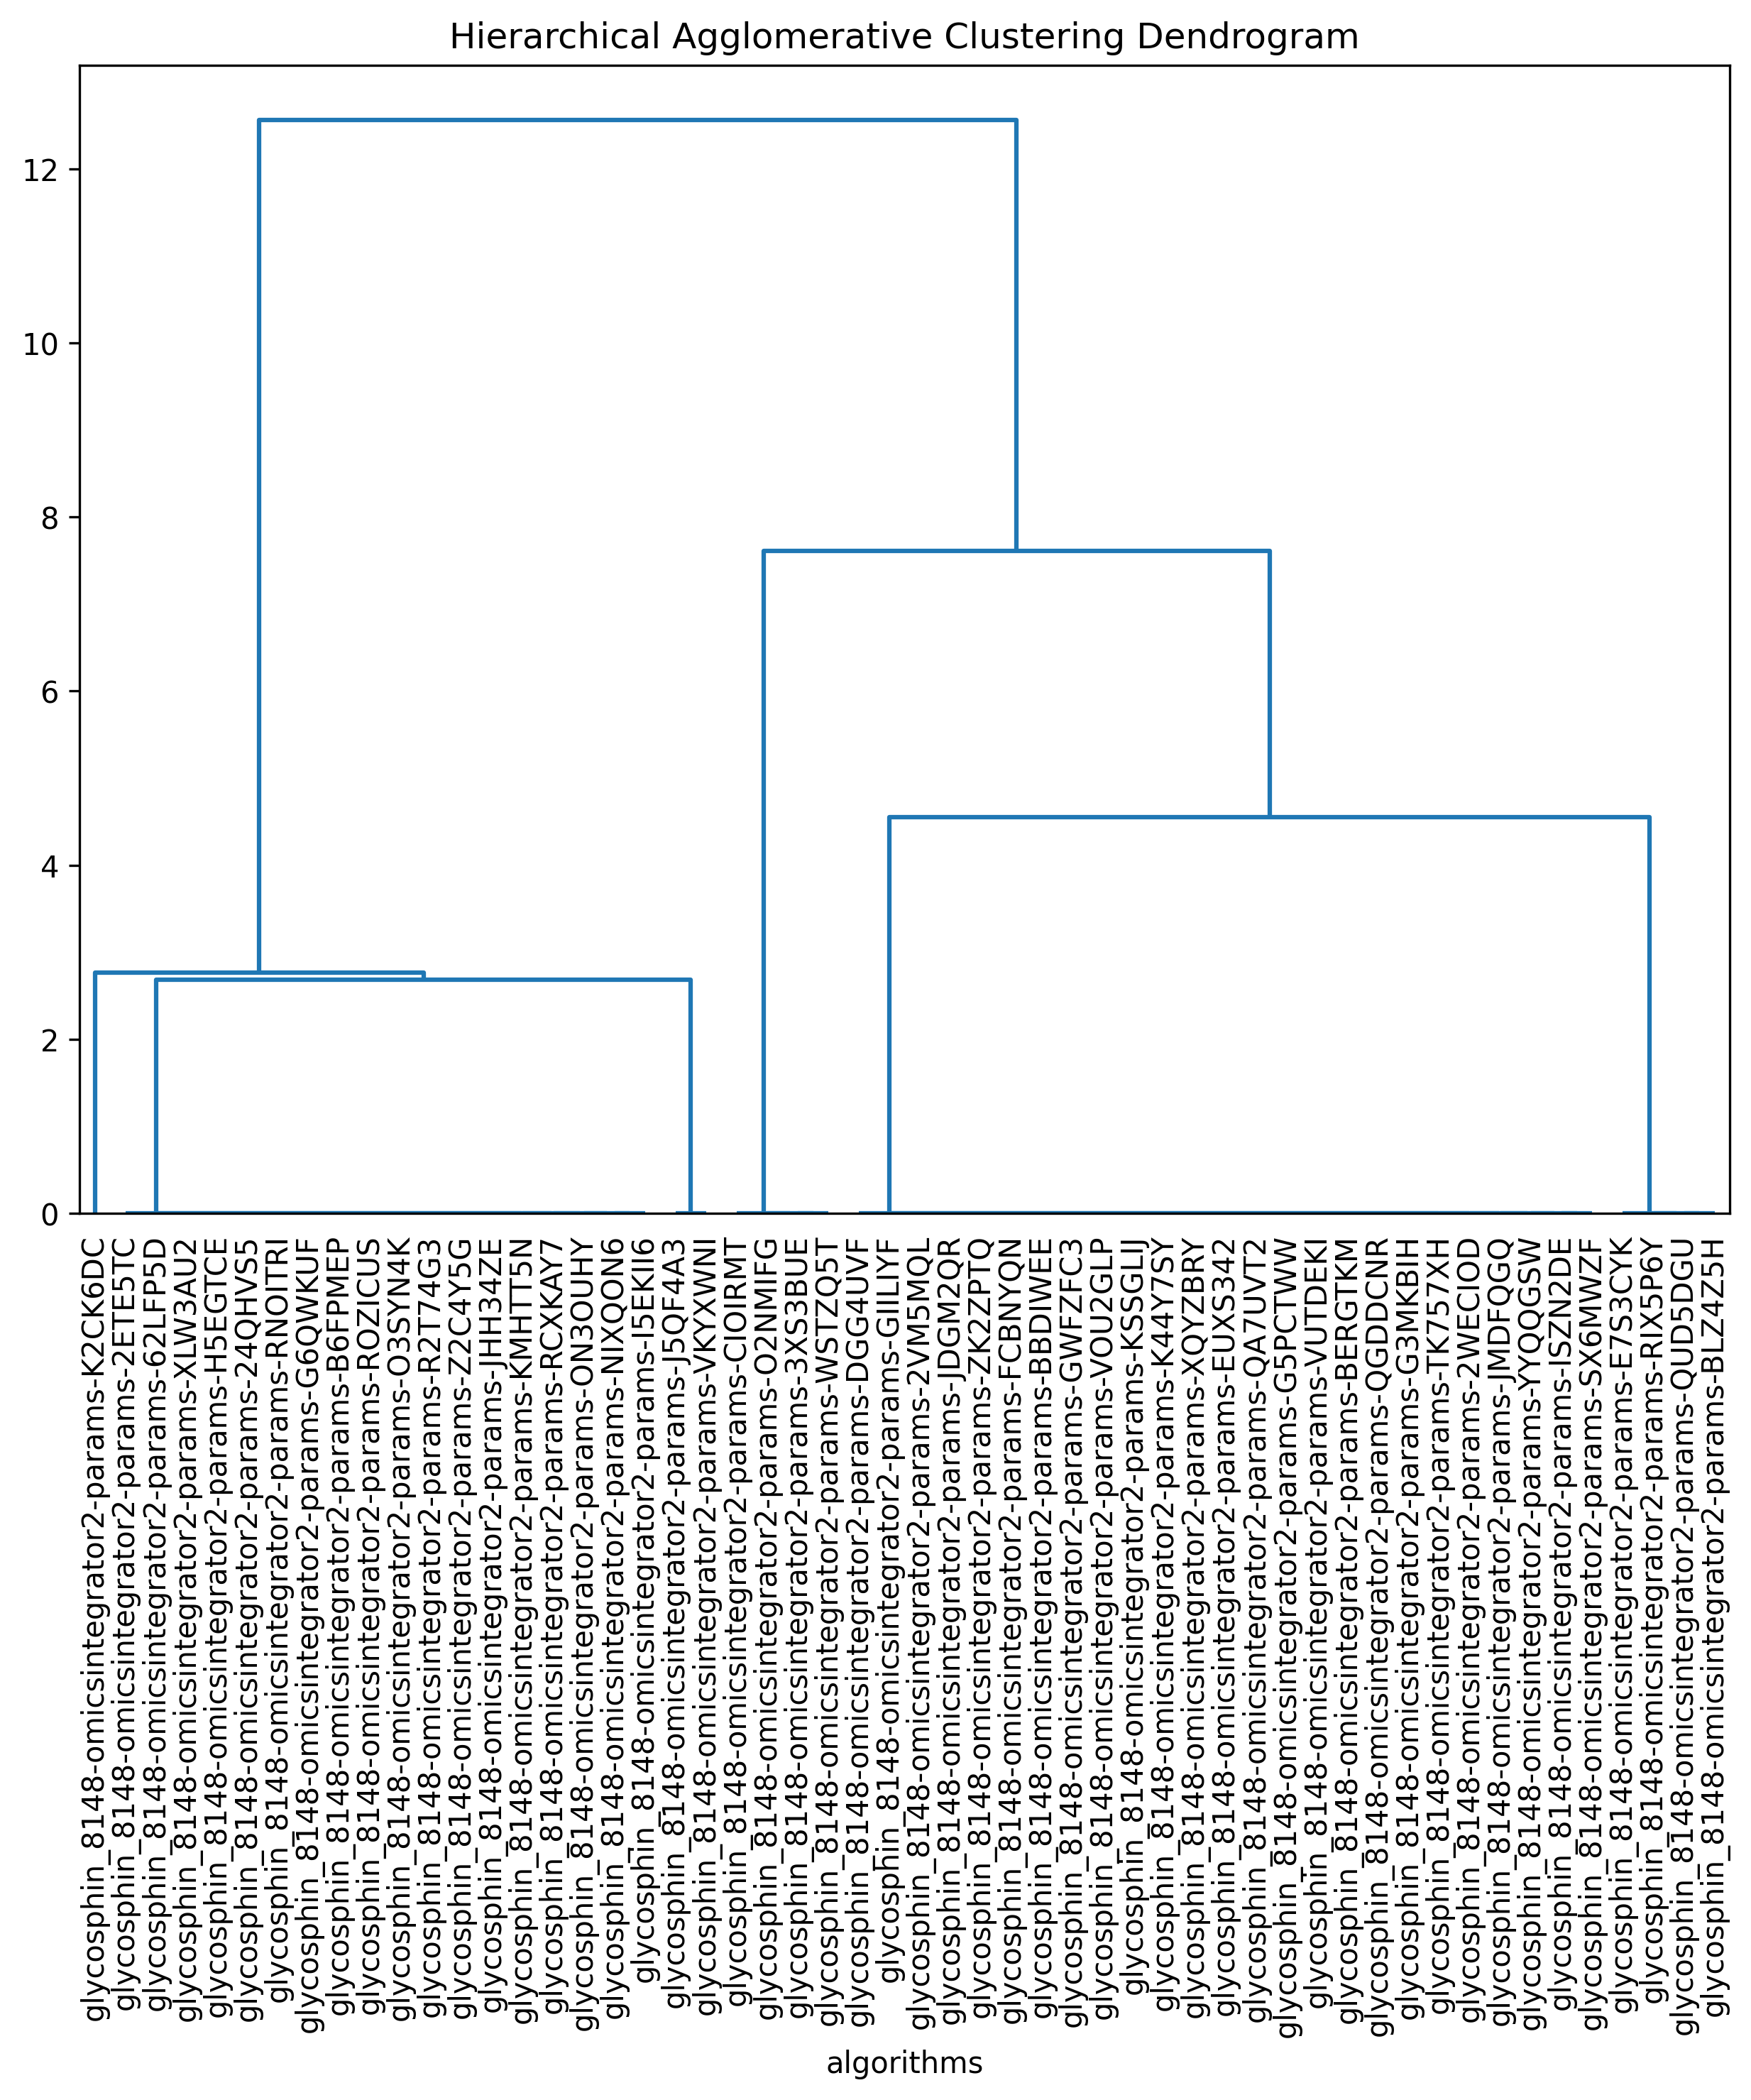 Hierarchical Agglomerative Clustering Dendrogram
12
10
8
6
4
2
0
glycosphin_8148-omicsintegrator2-params-K2CK6DC
glycosphin_8148-omicsintegrator2-params-2ETE5TC
glycosphin_8148-omicsintegrator2-params-62LFP5D
glycosphin_8148-omicsintegrator2-params-XLW3AU2
glycosphin_8148-omicsintegrator2-params-H5EGTCE
glycosphin_8148-omicsintegrator2-params-24QHVS5
glycosphin_8148-omicsintegrator2-params-RNOITRI
glycosphin_8148-omicsintegrator2-params-G6QWKUF
glycosphin_8148-omicsintegrator2-params-B6FPMEP
glycosphin_8148-omicsintegrator2-params-ROZICUS
glycosphin_8148-omicsintegrator2-params-O3SYN4K
glycosphin_8148-omicsintegrator2-params-R2T74G3
glycosphin_8148-omicsintegrator2-params-Z2C4Y5G
glycosphin_8148-omicsintegrator2-params-JHH34ZE
glycosphin_8148-omicsintegrator2-params-KMHTT5N
glycosphin_8148-omicsintegrator2-params-RCXKAY7
glycosphin_8148-omicsintegrator2-params-ON3OUHY
glycosphin_8148-omicsintegrator2-params-NIXQON6
glycosphin_8148-omicsintegrator2-params-I5EKII6
glycosphin_8148-omicsintegrator2-params-J5QF4A3
glycosphin_8148-omicsintegrator2-params-VKYXWNI
glycosphin_8148-omicsintegrator2-params-CIOIRMT
glycosphin_8148-omicsintegrator2-params-O2NMIFG
glycosphin_8148-omicsintegrator2-params-3XS3BUE
glycosphin_8148-omicsintegrator2-params-WSTZQ5T
glycosphin_8148-omicsintegrator2-params-DGG4UVF
glycosphin_8148-omicsintegrator2-params-GIILIYF
glycosphin_8148-omicsintegrator2-params-2VM5MQL
glycosphin_8148-omicsintegrator2-params-JDGM2QR
glycosphin_8148-omicsintegrator2-params-ZK2ZPTQ
glycosphin_8148-omicsintegrator2-params-FCBNYQN
glycosphin_8148-omicsintegrator2-params-BBDIWEE
glycosphin_8148-omicsintegrator2-params-GWFZFC3
glycosphin_8148-omicsintegrator2-params-VOU2GLP
glycosphin_8148-omicsintegrator2-params-KSSGLIJ
glycosphin_8148-omicsintegrator2-params-K44Y7SY
glycosphin_8148-omicsintegrator2-params-XQYZBRY
glycosphin_8148-omicsintegrator2-params-EUXS342
glycosphin_8148-omicsintegrator2-params-QA7UVT2
glycosphin_8148-omicsintegrator2-params-G5PCTWW
glycosphin_8148-omicsintegrator2-params-VUTDEKI
glycosphin_8148-omicsintegrator2-params-BERGTKM
glycosphin_8148-omicsintegrator2-params-QGDDCNR
glycosphin_8148-omicsintegrator2-params-G3MKBIH
glycosphin_8148-omicsintegrator2-params-TK757XH
glycosphin_8148-omicsintegrator2-params-2WECIOD
glycosphin_8148-omicsintegrator2-params-JMDFQGQ
glycosphin_8148-omicsintegrator2-params-YYQQGSW
glycosphin_8148-omicsintegrator2-params-ISZN2DE
glycosphin_8148-omicsintegrator2-params-SX6MWZF
glycosphin_8148-omicsintegrator2-params-E7S3CYK
glycosphin_8148-omicsintegrator2-params-RIX5P6Y
glycosphin_8148-omicsintegrator2-params-QUD5DGU
glycosphin_8148-omicsintegrator2-params-BLZ4Z5H
algorithms